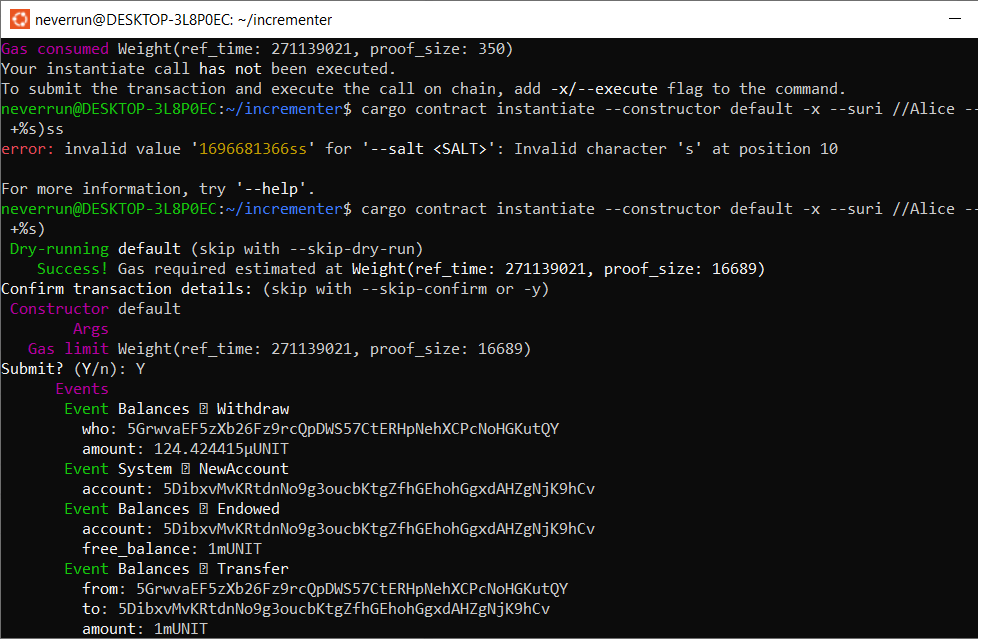 neverrun@DESKTOP-3L8P0EC: ~/incrementer
Gas consumed Weight(ref_time: 271139021, proof_size: 350)
Your instantiate call has not been executed.
To submit the transaction and execute the call on chain, add -x/--execute flag to the command.
neverrun@DESKTOP-3L8P0EC:~/incrementer$ cargo contract instantiate --constructor default -x --suri //Alice --
+%s)ss
error: invalid value '1696681366ss' for '--salt <SALT>': Invalid character 's' at position 10
For more information, try '--help'.
neverrun@DESKTOP-3L8P0EC:~/incrementer$ cargo contract instantiate --constructor default -x --suri //Alice --
+%s)
Dry-running default (skip with --skip-dry-run)
Success! Gas required estimated at Weight(ref_time: 271139021, proof_size: 16689)
Confirm transaction details: (skip with --skip-confirm or -y)
Constructor default
Args
Gas limit Weight(ref_time: 271139021, proof_size: 16689)
Submit? (Y/n): Y
Events
Event Balances ⍰ Withdraw
who: 5GrwvaEF5zXb26Fz9rcQpDWS57CtERHpNehXCPcNoHGKutQY
amount: 124.424415µUNIT
Event System ⍰ NewAccount
account: 5DibxvMvKRtdnNo9g3oucbKtgZfhGEhohGgxdAHZgNjK9hCv
Event Balances ⍰ Endowed
account: 5DibxvMvKRtdnNo9g3oucbKtgZfhGEhohGgxdAHZgNjK9hCv
free_balance: 1mUNIT
Event Balances ⍰ Transfer
from: 5GrwvaEF5zXb26Fz9rcQpDWS57CtERHpNehXCPcNoHGKutQY
to: 5DibxvMvKRtdnNo9g3oucbKtgZfhGEhohGgxdAHZgNjK9hCv
amount: 1mUNIT